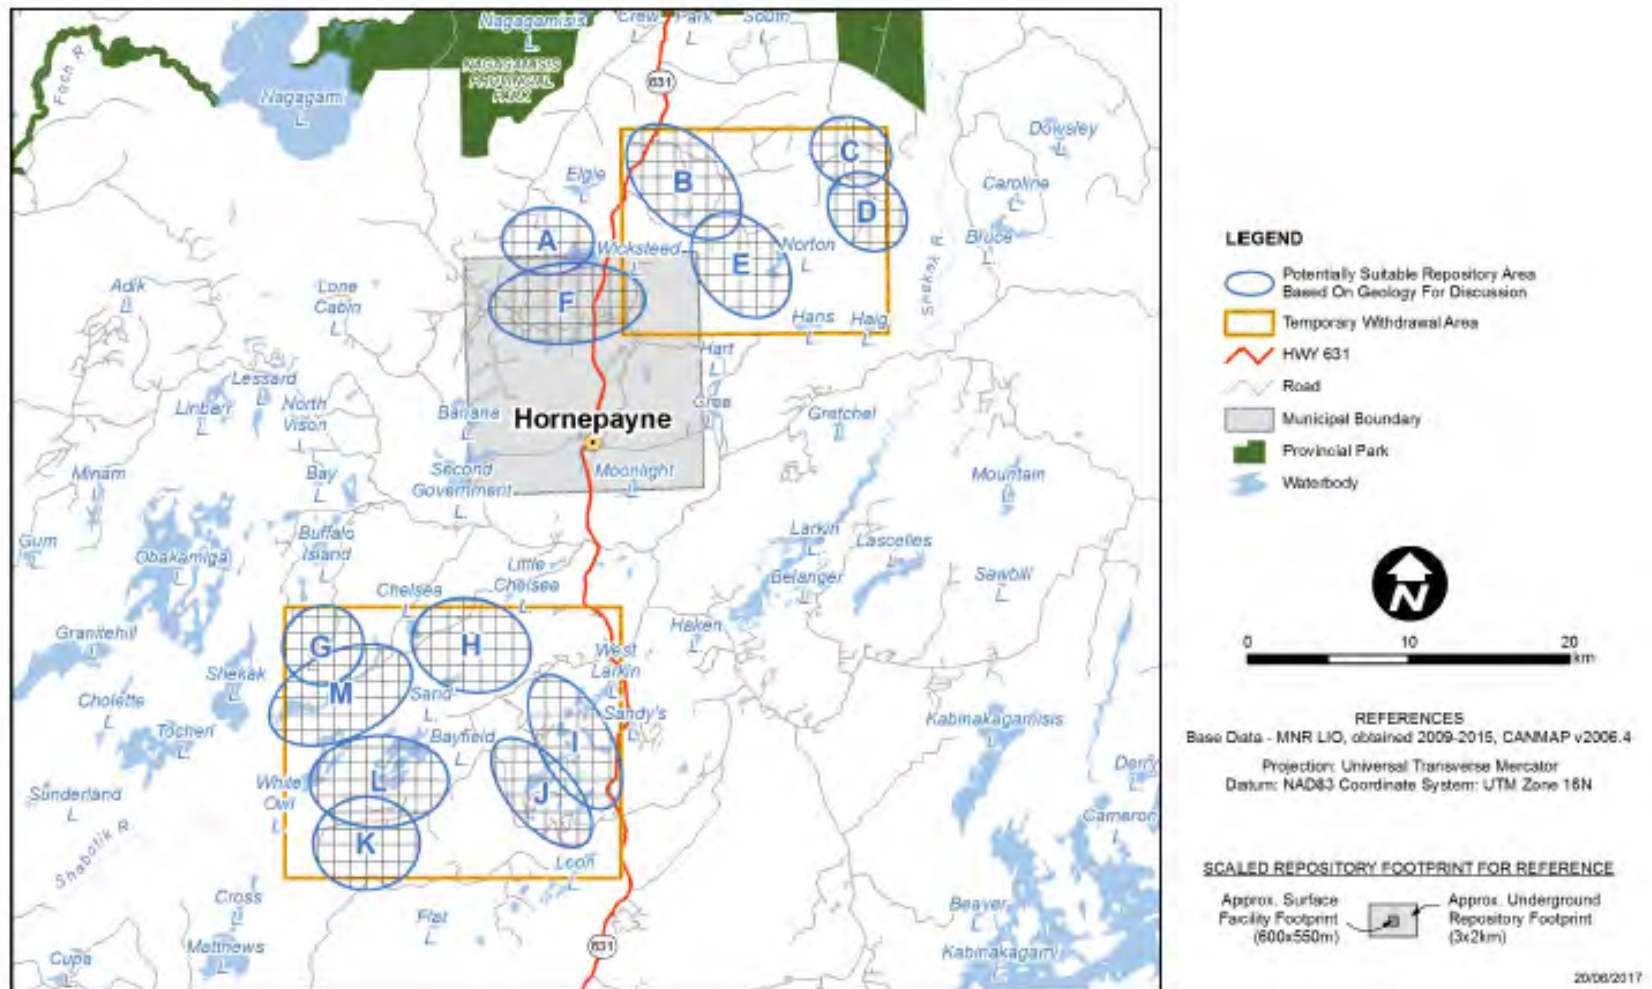 Nagagamisis
L.
Crew
L.
Park
L.
South
L.
Foch R.
Nagagami
L.
NAGAGAMISIS
PROVINCIAL
PARK
631
Dowsley
L.
Elgie
L.
B
C
Carolina
L.
D
A
Wicksteed
L.
E
Norton
L.
Bruce
L.
Shekak R.
Adik
L.
Lone
Cabin
L.
F
Hans
L.
Haig
L.
Hart
L.
Lessard
L.
Linbarr
L.
North
Vison
L.
Banana
L.
Hornepayne
Gree
L.
Gretchel
L.
Minam
L.
Bay
L.
Second
Government
L.
Moonlight
L.
Mountain
L.
Gum
L.
Obakamiga
L.
Buffalo
Island
L.
Larkin
L.
Lascelles
L.
Little
Chelsea
L.
Chelsea
L.
Belanger
L.
Sawbill
L.
Granitehill
L.
G
H
Haken
L.
West
Larkin
L.
Shekak
L.
M
Sand
L.
Cholette
L.
Tocheri
L.
Sandy's
L.
Bayfield
L.
I
Kabinakagamisis
L.
White
Owl
L.
L
J
Derry
L.
Sunderland
L.
Cameron
L.
Shabotik R.
K
Loon
L.
Cross
L.
Flat
L.
Beaver
L.
Matthews
L.
Cupa
L.
631
Kabinakagami
L.
LEGEND
Potentially Suitable Repository Area
Based On Geology For Discussion
Temporary Withdrawal Area
HWY 631
Road
Municipal Boundary
Provincial Park
Waterbody
N
0 10 20
km
REFERENCES
Base Data - MNR LIO, obtained 2009-2015, CANMAP v2006.4
Projection: Universal Transverse Mercator
Datum: NAD83 Coordinate System: UTM Zone 16N
SCALED REPOSITORY FOOTPRINT FOR REFERENCE
Approx. Surface
Facility Footprint
(600x550m)
Approx. Underground
Repository Footprint
(3x2km)
20/06/2017